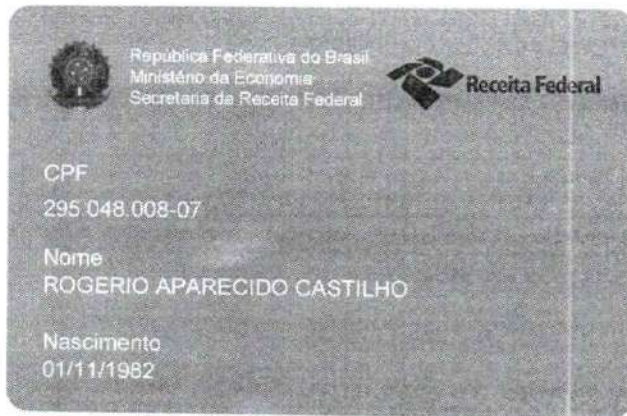 República Federativa do Brasil
Ministério da Economia
Secretaria da Receita Federal
Receita Federal
CPF
295.048.008-07
Nome
ROGERIO APARECIDO CASTILHO
Nascimento
01/11/1982